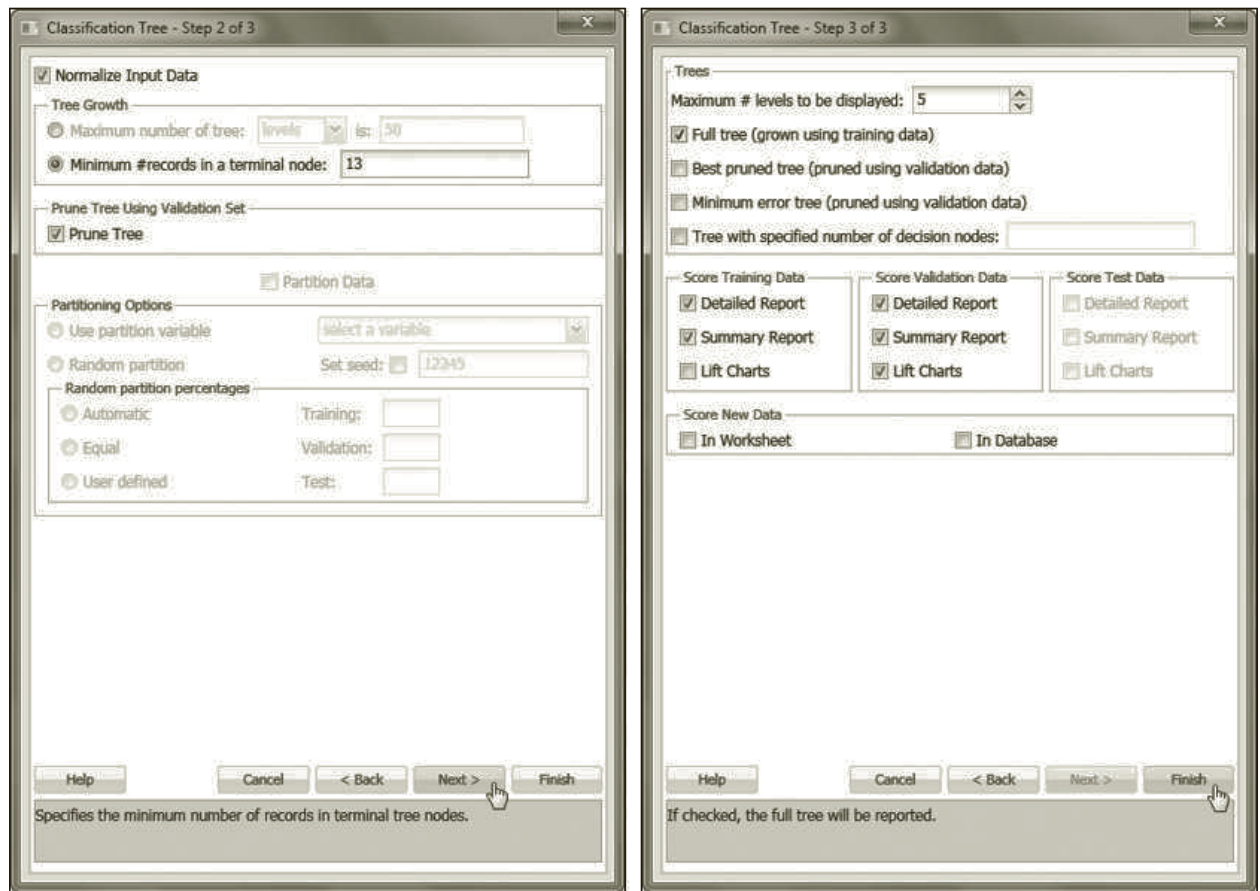 Classification Tree - Step 2 of 3
Normalize Input Data
Tree Growth
Maximum number of tree: levels is: 50
Minimum #records in a terminal node: 13
Prune Tree Using Validation Set
Prune Tree
Partition Data
Partitioning Options
Use partition variable select a variable
Random partition Set seed: 12345
Random partition percentages
Automatic Training:
Equal Validation:
User defined Test:
Help Cancel < Back Next > Finish
Specifies the minimum number of records in terminal tree nodes.
Classification Tree - Step 3 of 3
Trees
Maximum # levels to be displayed: 5
Full tree (grown using training data)
Best pruned tree (pruned using validation data)
Minimum error tree (pruned using validation data)
Tree with specified number of decision nodes:
Score Training Data
Detailed Report
Summary Report
Lift Charts
Score Validation Data
Detailed Report
Summary Report
Lift Charts
Score Test Data
Detailed Report
Summary Report
Lift Charts
Score New Data
In Worksheet In Database
Help Cancel < Back Next > Finish
If checked, the full tree will be reported.